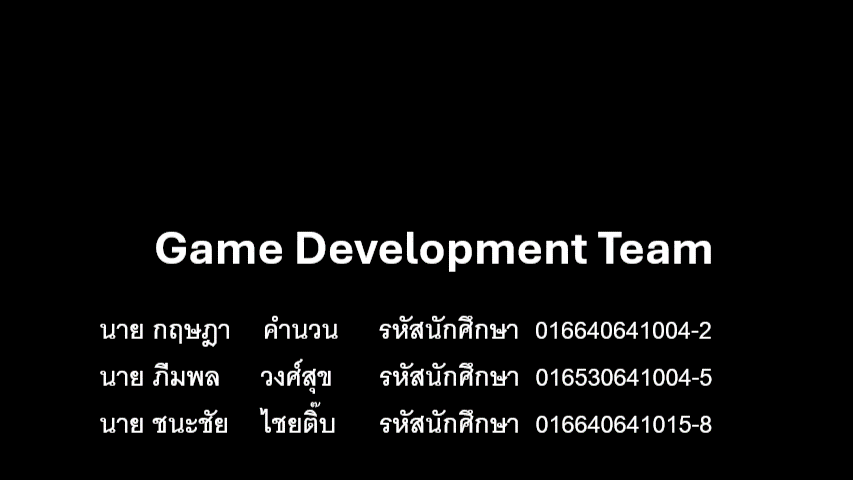 Game Development Team
นาย กฤษฎา คำนวน รหัสนักศึกษา 016640641004-2
นาย ภีมพล วงศ์สุข รหัสนักศึกษา 016530641004-5
นาย ชนะชัย ไชยติ๊บ รหัสนักศึกษา 016640641015-8